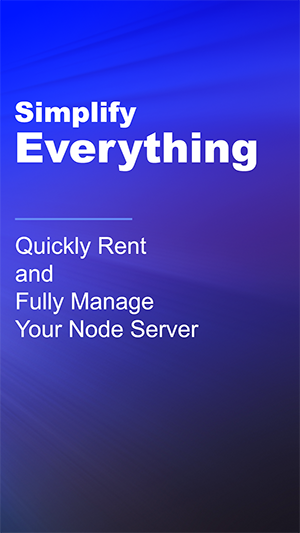 Simplify
Everything
Quickly Rent
and
Fully Manage
Your Node Server